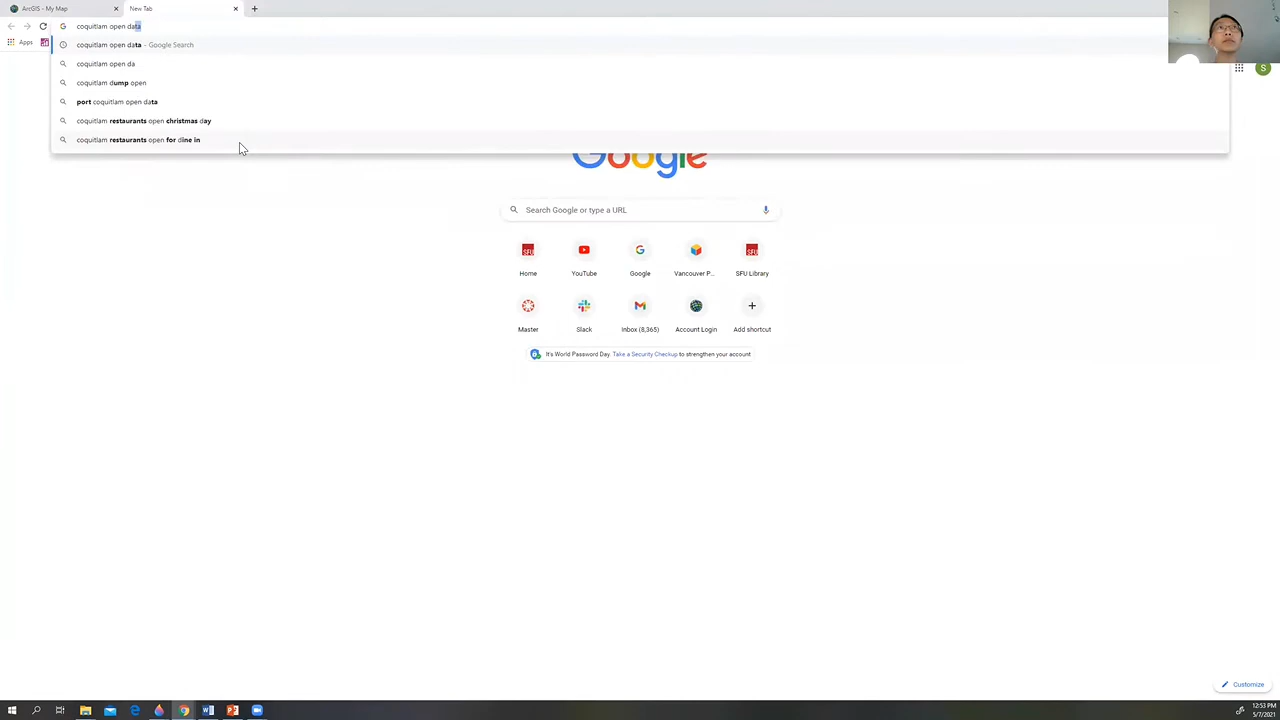 ArcGIS - My Map
New Tab
coquitlam open data
Apps
coquitlam open data - Google Search
coquitlam open da
coquitlam dump open
port coquitlam open data
coquitlam restaurants open christmas day
coquitlam restaurants open for dine in
S
Google
Search Google or type a URL
SFU
Home
YouTube
G
Google
Vancouver P...
SFU
SFU Library
Master
Slack
Inbox (8,365)
Account Login
Add shortcut
It's World Password Day. Take a Security Checkup to strengthen your account
Customize
12:53 PM
5/7/2021